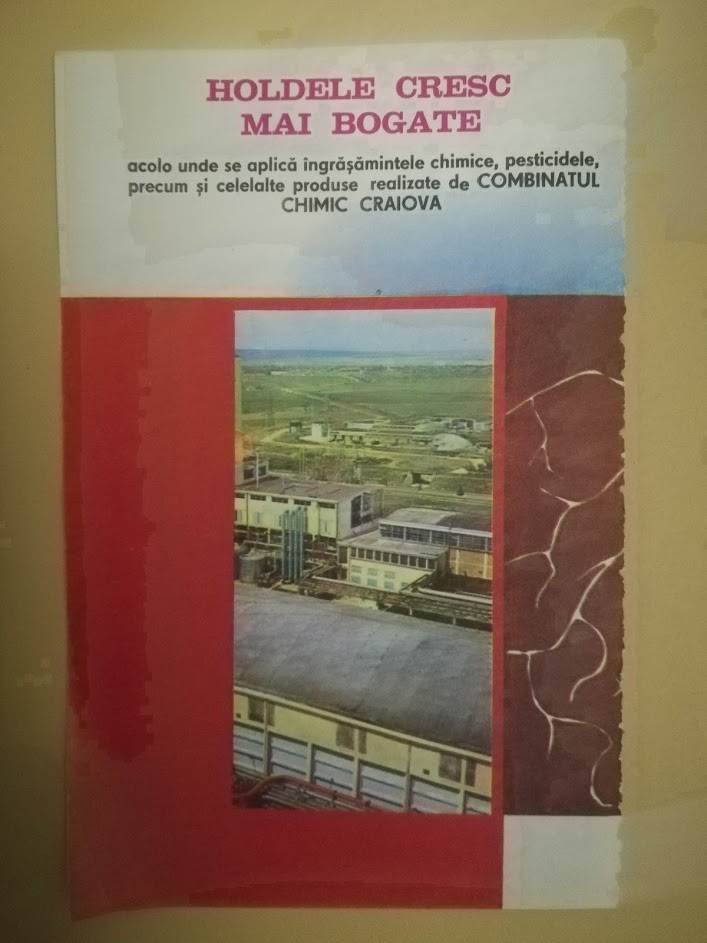 HOLDELE CRESC
MAI BOGATE
acolo unde se aplică îngrășămintele chimice, pesticidele,
precum și celelalte produse realizate de COMBINATUL
CHIMIC CRAIOVA